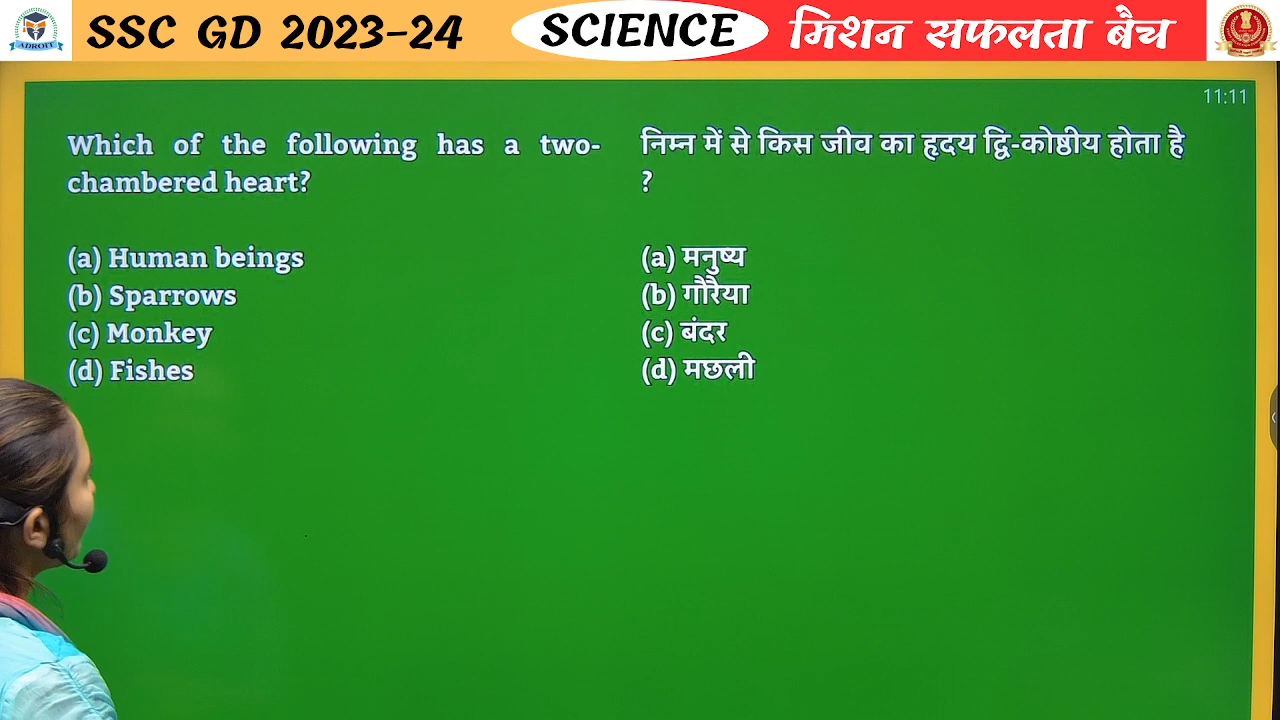 ADROIT
SSC GD 2023-24
SCIENCE
मिशन सफलता बैच
11:11
Which of the following has a two-
chambered heart?
(a) Human beings
(b) Sparrows
(c) Monkey
(d) Fishes
निम्न में से किस जीव का हृदय द्वि-कोष्ठीय होता है
?
(a) मनुष्य
(b) गौरैया
(c) बंदर
(d) मछली